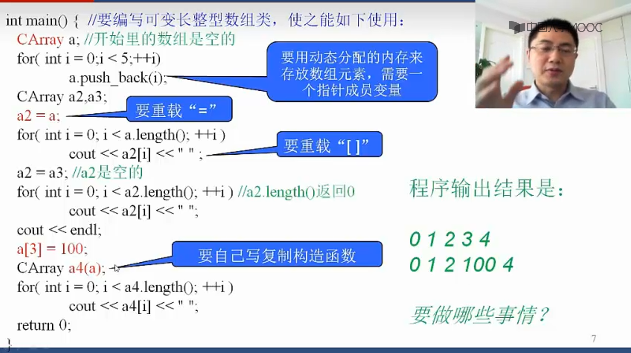 int main() { //要编写可变长整型数组类，使之能如下使用：
CArray a; //开始里的数组是空的
for( int i = 0;i < 5;++i)
a.push_back(i);
要用动态分配的内存来
存放数组元素，需要一
个指针成员变量
CArray a2,a3;
a2 = a;
要重载“=”
for( int i = 0; i < a.length(); ++i )
cout << a2[i] << " " ;
要重载“[ ]”
a2 = a3; //a2是空的
for( int i = 0; i < a2.length(); ++i ) //a2.length()返回0
cout << a2[i] << " ";
cout << endl;
a[3] = 100;
CArray a4(a);
要自己写复制构造函数
for( int i = 0; i < a4.length(); ++i )
cout << a4[i] << " ";
return 0;
}
程序输出结果是：
0 1 2 3 4
0 1 2 100 4
要做哪些事情？
7
MOOC